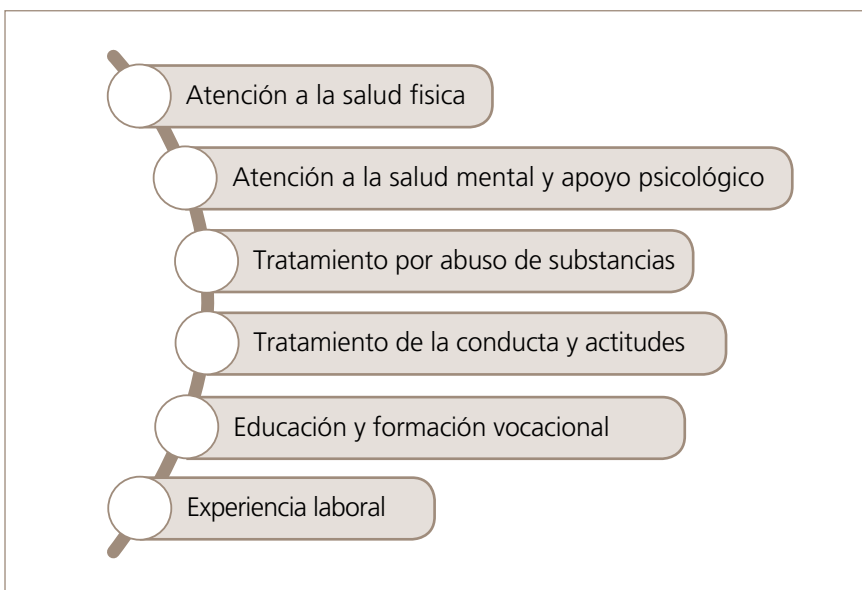 Atención a la salud fisica
Atención a la salud mental y apoyo psicológico
Tratamiento por abuso de substancias
Tratamiento de la conducta y actitudes
Educación y formación vocacional
Experiencia laboral